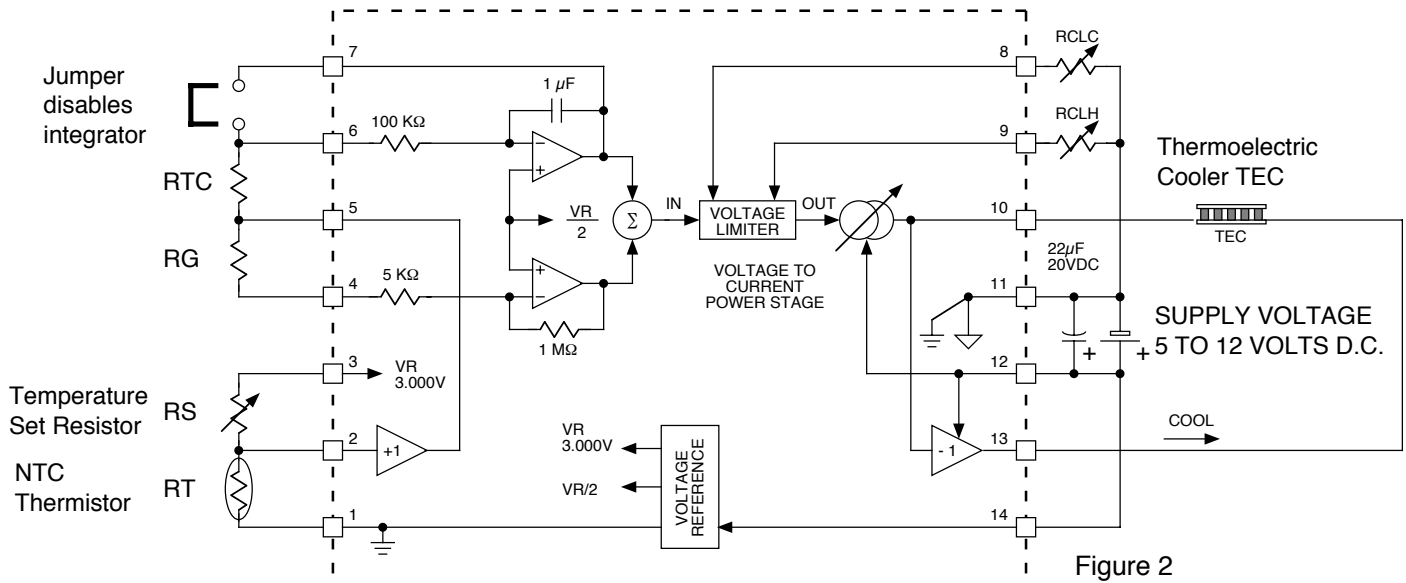 Jumper
disables
integrator
7
6
100 KΩ
1 µF
−
+
RTC
5
RG
4
5 KΩ
VR
2
+
−
1 MΩ
Σ
IN
VOLTAGE
LIMITER
OUT
VOLTAGE TO
CURRENT
POWER STAGE
8
RCLC
9
RCLH
Thermoelectric
Cooler TEC
10
TEC
22µF
20VDC
11
SUPPLY VOLTAGE
5 TO 12 VOLTS D.C.
+
+
12
3
VR
3.000V
Temperature
Set Resistor
RS
2
+1
NTC
Thermistor
RT
1
VR
3.000V
VR/2
VOLTAGE
REFERENCE
- 1
13
COOL
14
Figure 2